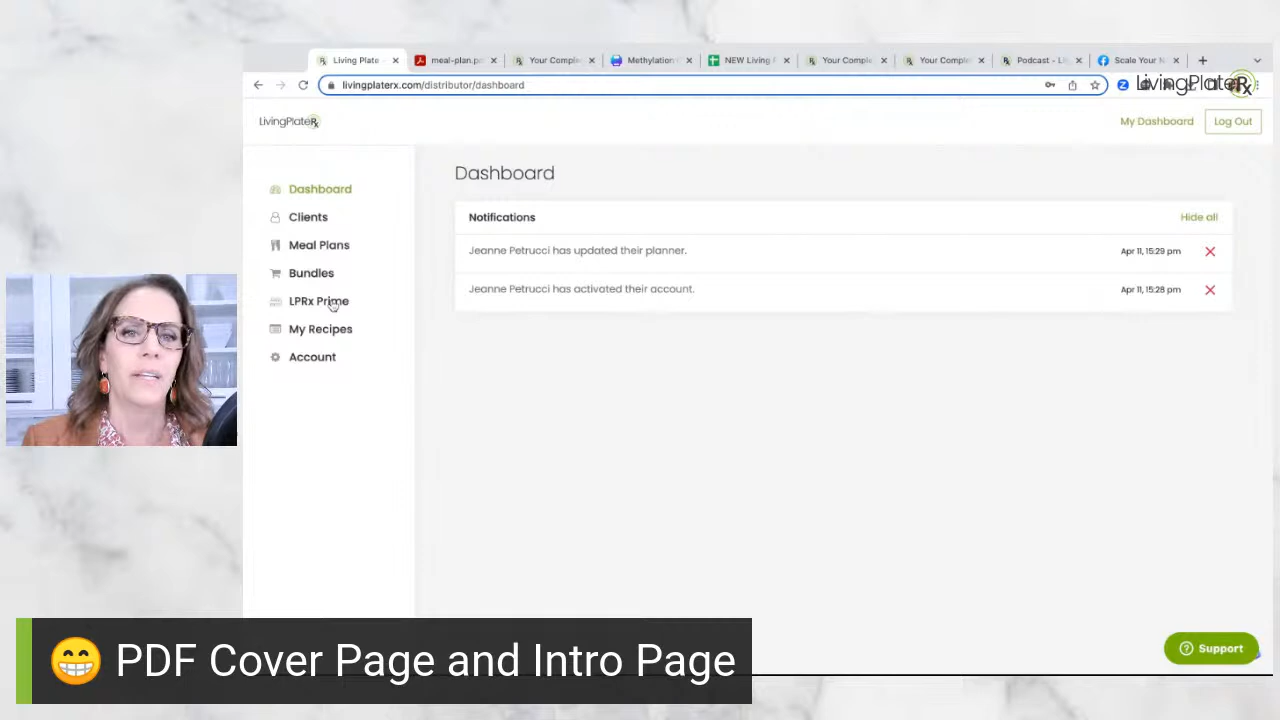 Living Plate -
meal-plan.p
Your Comple
Methylation
NEW Living
Your Comple
Your Comple
Podcast - Li
Scale Your N
livingplaterx.com/distributor/dashboard
LivingPlateRx
LivingPlateRx
My Dashboard
Log Out
Dashboard
Clients
Meal Plans
Bundles
LPRx Prime
My Recipes
Account
Dashboard
Notifications
Hide all
Jeanne Petrucci has updated their planner.
Apr 11, 15:29 pm
Jeanne Petrucci has activated their account.
Apr 11, 15:28 pm
Support
😁 PDF Cover Page and Intro Page